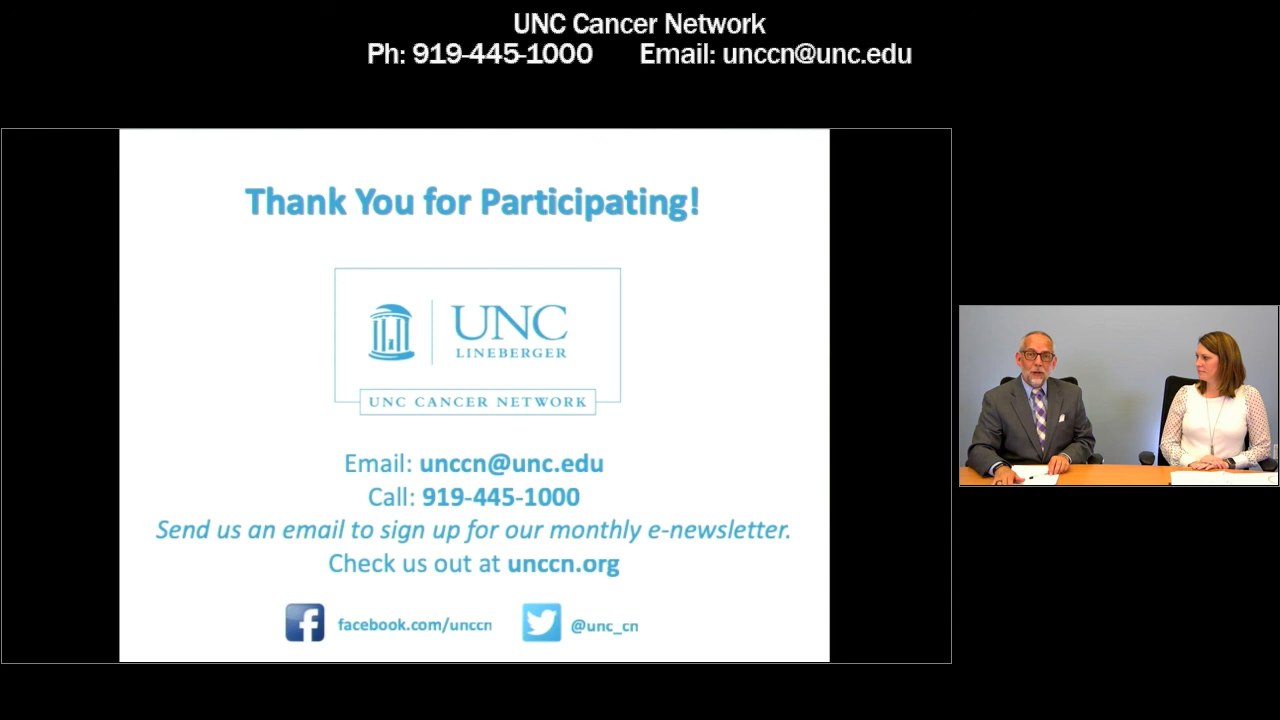 UNC Cancer Network
Ph: 919-445-1000 Email: unccn@unc.edu
Thank You for Participating!
UNC
LINEBERGER
UNC CANCER NETWORK
Email: unccn@unc.edu
Call: 919-445-1000
Send us an email to sign up for our monthly e-newsletter.
Check us out at unccn.org
facebook.com/unccn @unc_cn